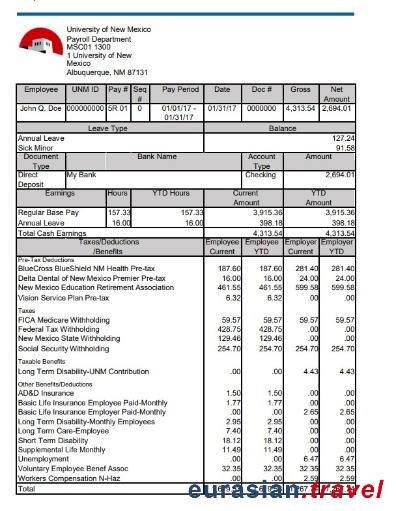 University of New Mexico
Payroll Department
MSC01 1300
1 University of New
Mexico
Albuquerque, NM 87131
Employee UNM ID Pay # Seq # Pay Period Date Doc # Gross Net Amount
John Q. Doe 000000000 5R 01 0 01/01/17 - 01/31/17 01/31/17 0000000 4,313.54 2,694.01
Leave Type Balance
Annual Leave 127.24
Sick Minor 91.58
Document Type Bank Name Account Type Amount
Direct Deposit My Bank Checking 2,694.01
Earnings Hours YTD Hours Current Amount YTD Amount
Regular Base Pay 157.33 157.33 3,915.36 3,915.36
Annual Leave 16.00 16.00 398.18 398.18
Total Cash Earnings 4,313.54 4,313.54
Taxes/Deductions /Benefits Employee Current Employee YTD Employer Current Employer YTD
Pre-Tax Deductions
BlueCross BlueShield NM Health Pre-tax 187.60 187.60 281.40 281.40
Delta Dental of New Mexico Premier Pre-tax 16.00 16.00 24.00 24.00
New Mexico Education Retirement Association 461.55 461.55 599.58 599.58
Vision Service Plan Pre-tax 6.32 6.32 .00 .00
Taxes
FICA Medicare Withholding 59.57 59.57 59.57 59.57
Federal Tax Withholding 428.75 428.75 .00 .00
New Mexico State Withholding 129.46 129.46 .00 .00
Social Security Withholding 254.70 254.70 254.70 254.70
Taxable Benefits
Long Term Disability-UNM Contribution .00 .00 4.43 4.43
Other Benefits/Deductions
AD&D Insurance 1.50 1.50 .00 .00
Basic Life Insurance Employee Paid-Monthly 1.77 1.77 .00 .00
Basic Life Insurance Employer Paid-Monthly .00 .00 2.65 2.65
Long Term Disability-Monthly Employees 2.95 2.95 .00 .00
Long Term Care-Employee 7.40 7.40 .00 .00
Short Term Disability 18.12 18.12 .00 .00
Supplemental Life Monthly 11.49 11.49 .00 .00
Unemployment .00 .00 6.47 6.47
Voluntary Employee Benef Assoc 32.35 32.35 32.35 32.35
Workers Compensation N-Haz .00 .00 2.59 2.59
Total
eurasian.travel